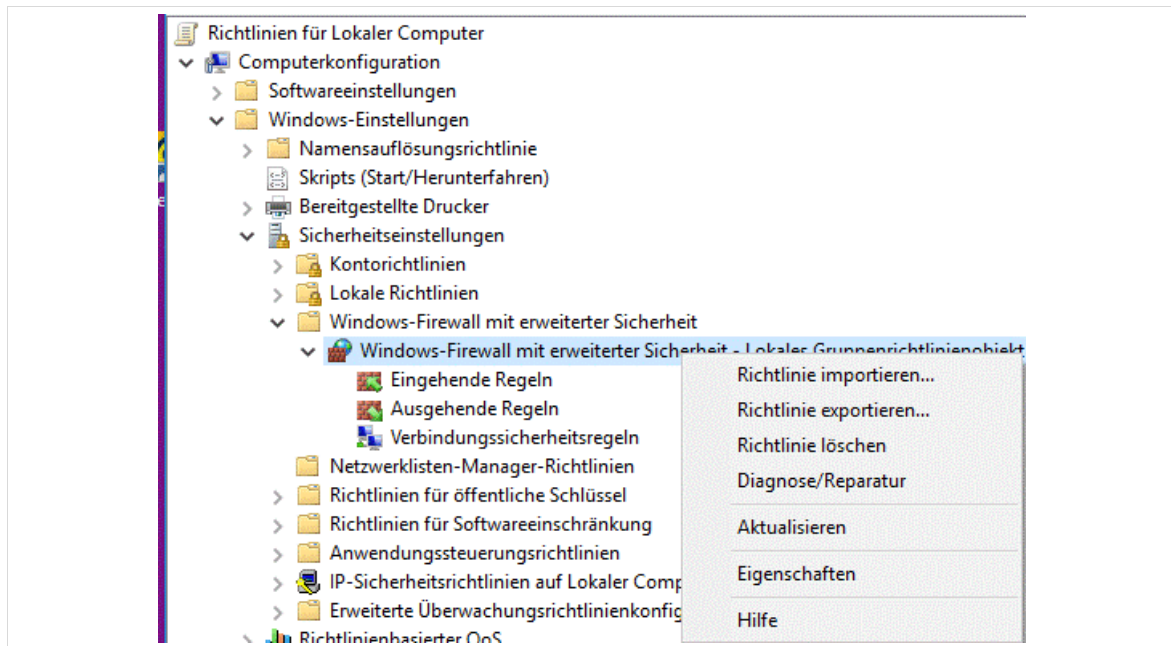 Richtlinien für Lokaler Computer
Computerkonfiguration
Softwareeinstellungen
Windows-Einstellungen
Namensauflösungsrichtlinie
Skripts (Start/Herunterfahren)
Bereitgestellte Drucker
Sicherheitseinstellungen
Kontorichtlinien
Lokale Richtlinien
Windows-Firewall mit erweiterter Sicherheit
Windows-Firewall mit erweiterter Sicherheit - Lokales Gruppenrichtlinienobjekt
Eingehende Regeln
Ausgehende Regeln
Verbindungssicherheitsregeln
Netzwerklisten-Manager-Richtlinien
Richtlinien für öffentliche Schlüssel
Richtlinien für Softwareeinschränkung
Anwendungssteuerungsrichtlinien
IP-Sicherheitsrichtlinien auf Lokaler Comp
Erweiterte Überwachungsrichtlinienkonfig
Richtlinienbasierter QoS
Richtlinie importieren...
Richtlinie exportieren...
Richtlinie löschen
Diagnose/Reparatur
Aktualisieren
Eigenschaften
Hilfe